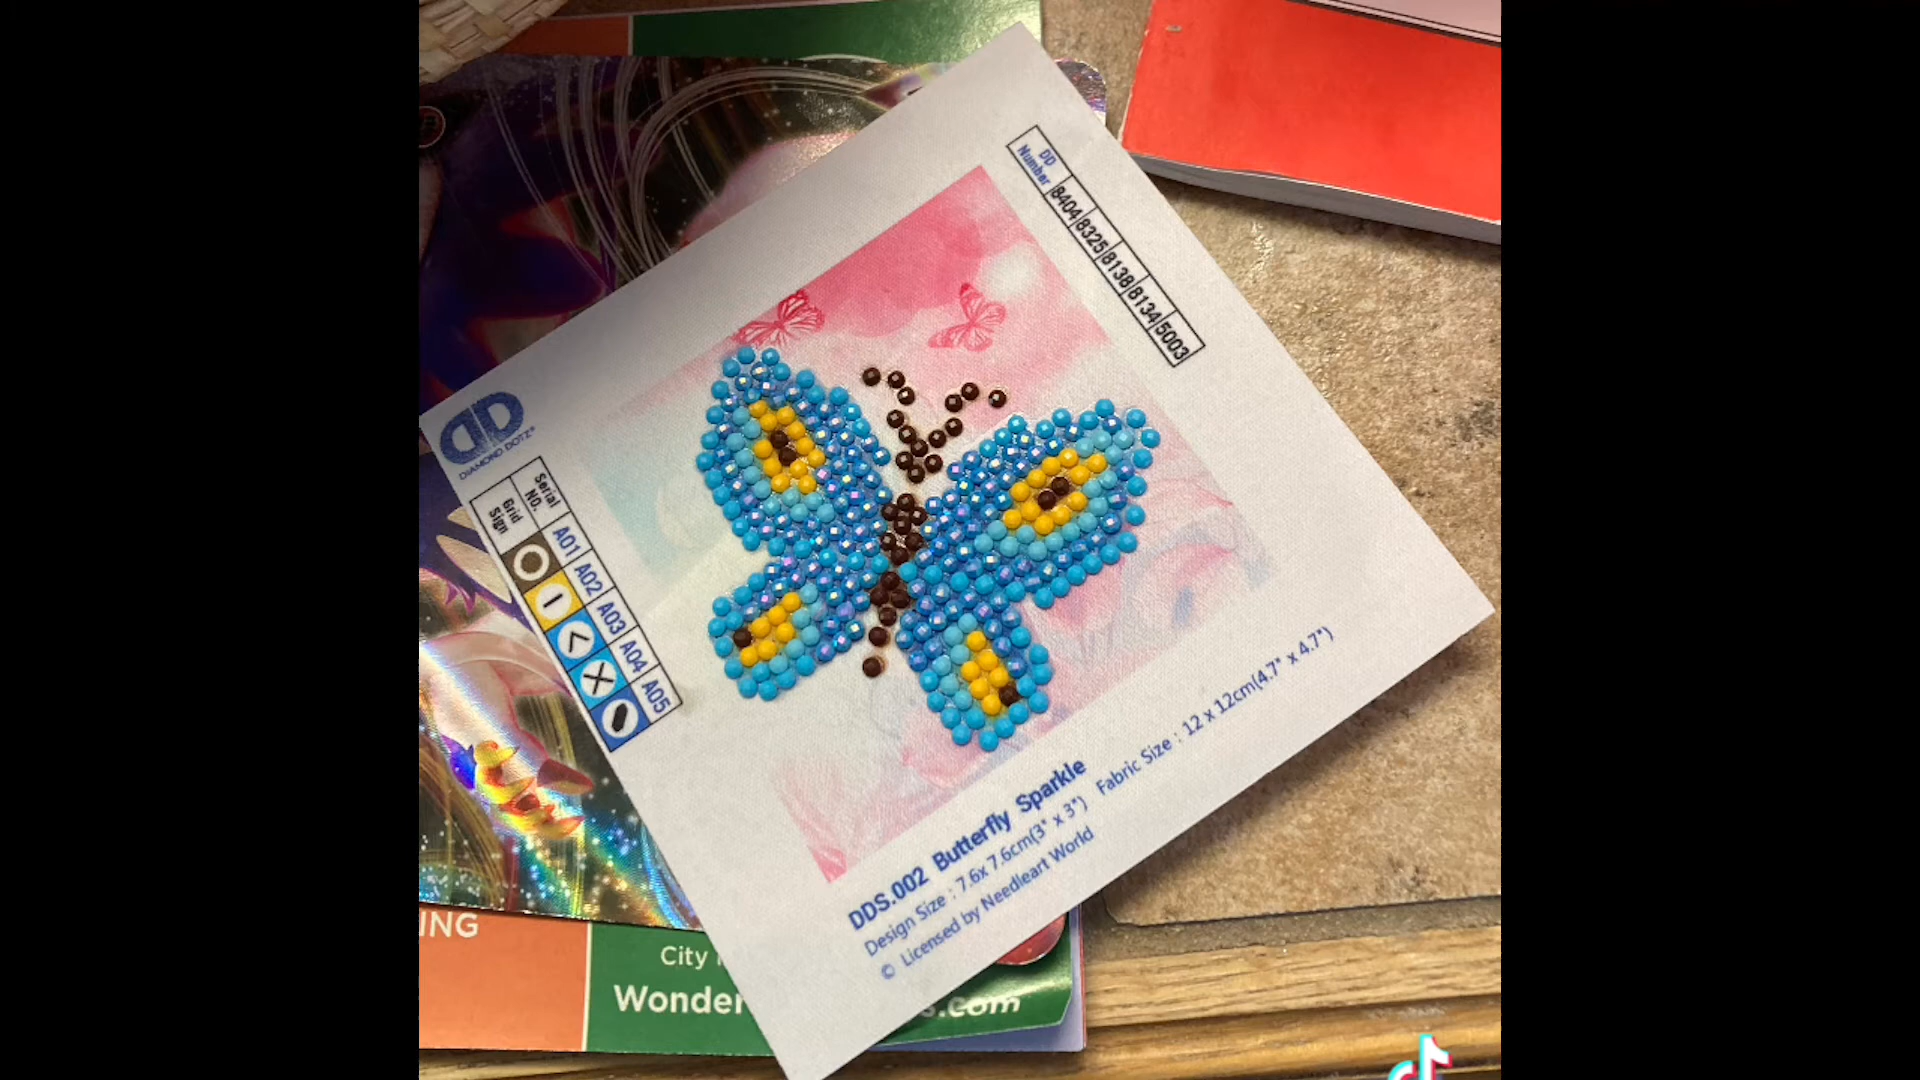 DD
Number
8404 8325 8138 8134 5003
DIAMOND DOTZ®
Serial
NO.
A01 A02 A03 A04 A05
Grid
Sign
DDS.002 Butterfly Sparkle
Design Size : 7.6x 7.6cm(3" x 3") Fabric Size : 12 x 12cm(4.7" x 4.7")
© Licensed by Needleart World
ING
City
Wonder
s.com